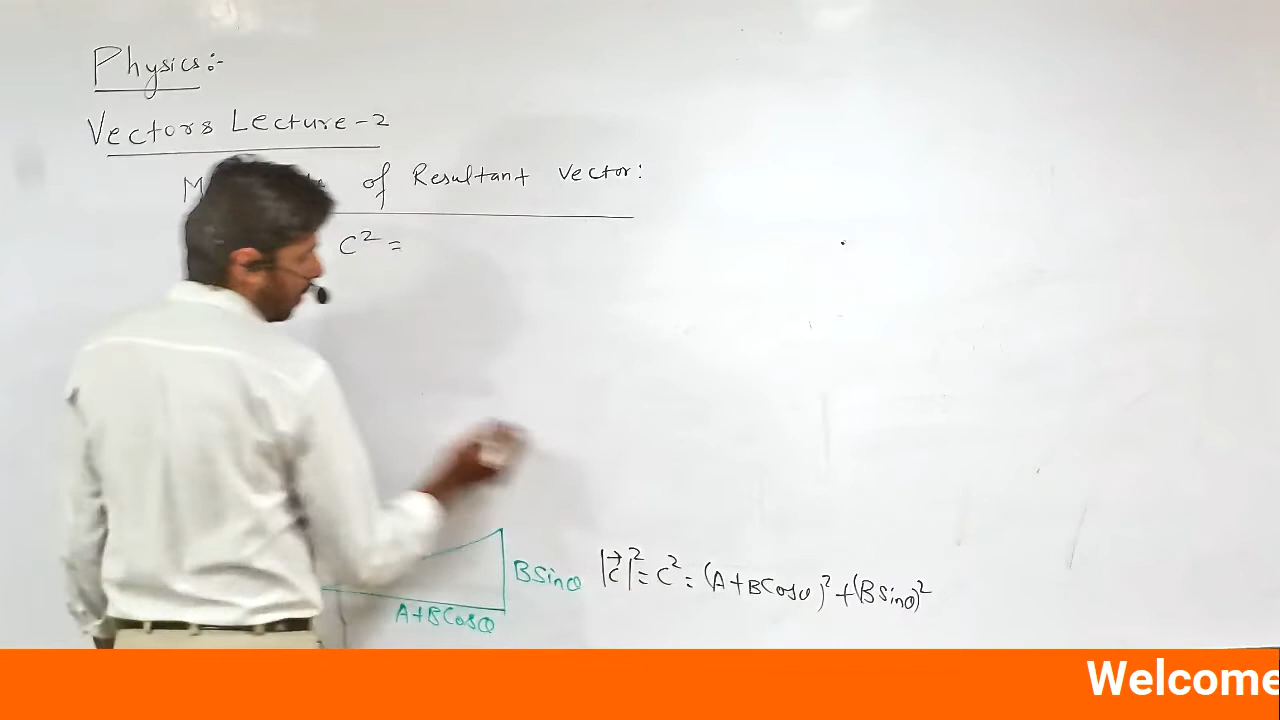 Physics:-
Vectors Lecture-2
of Resultant Vector:
C² =
BSinθ
A+BCosθ
|C⃗|² = C² = (A+BCosθ)² + (BSinθ)²
Welcome